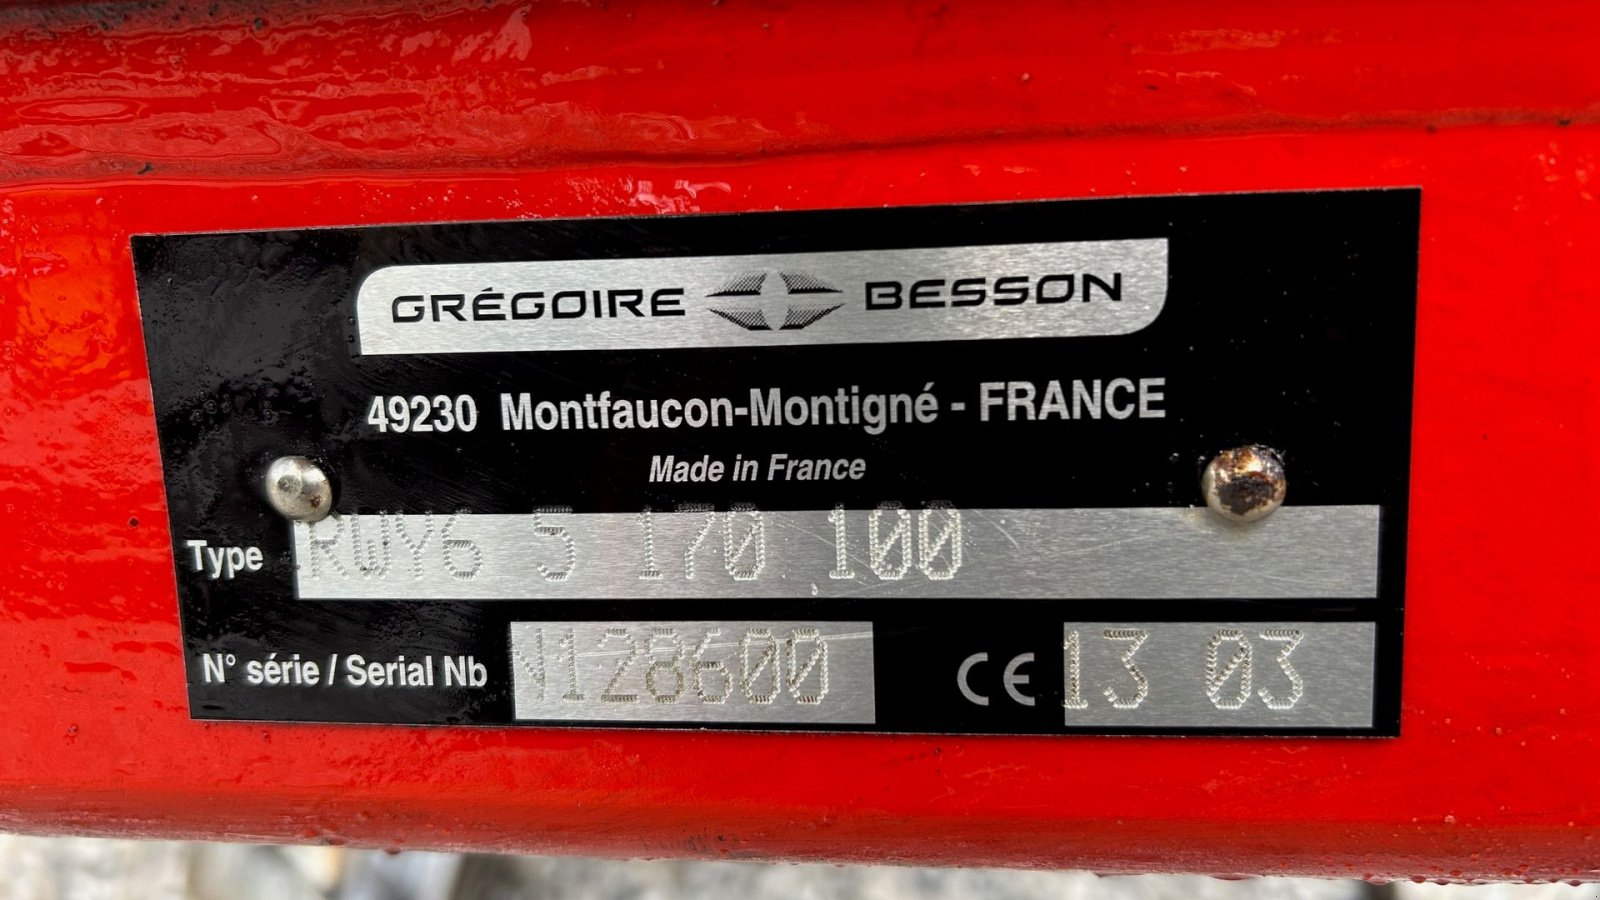 GRÉGOIRE BESSON
49230 Montfaucon-Montigné - FRANCE
Made in France
Type RWY6 5 170 100
N° série / Serial Nb N128600 CE 13 03